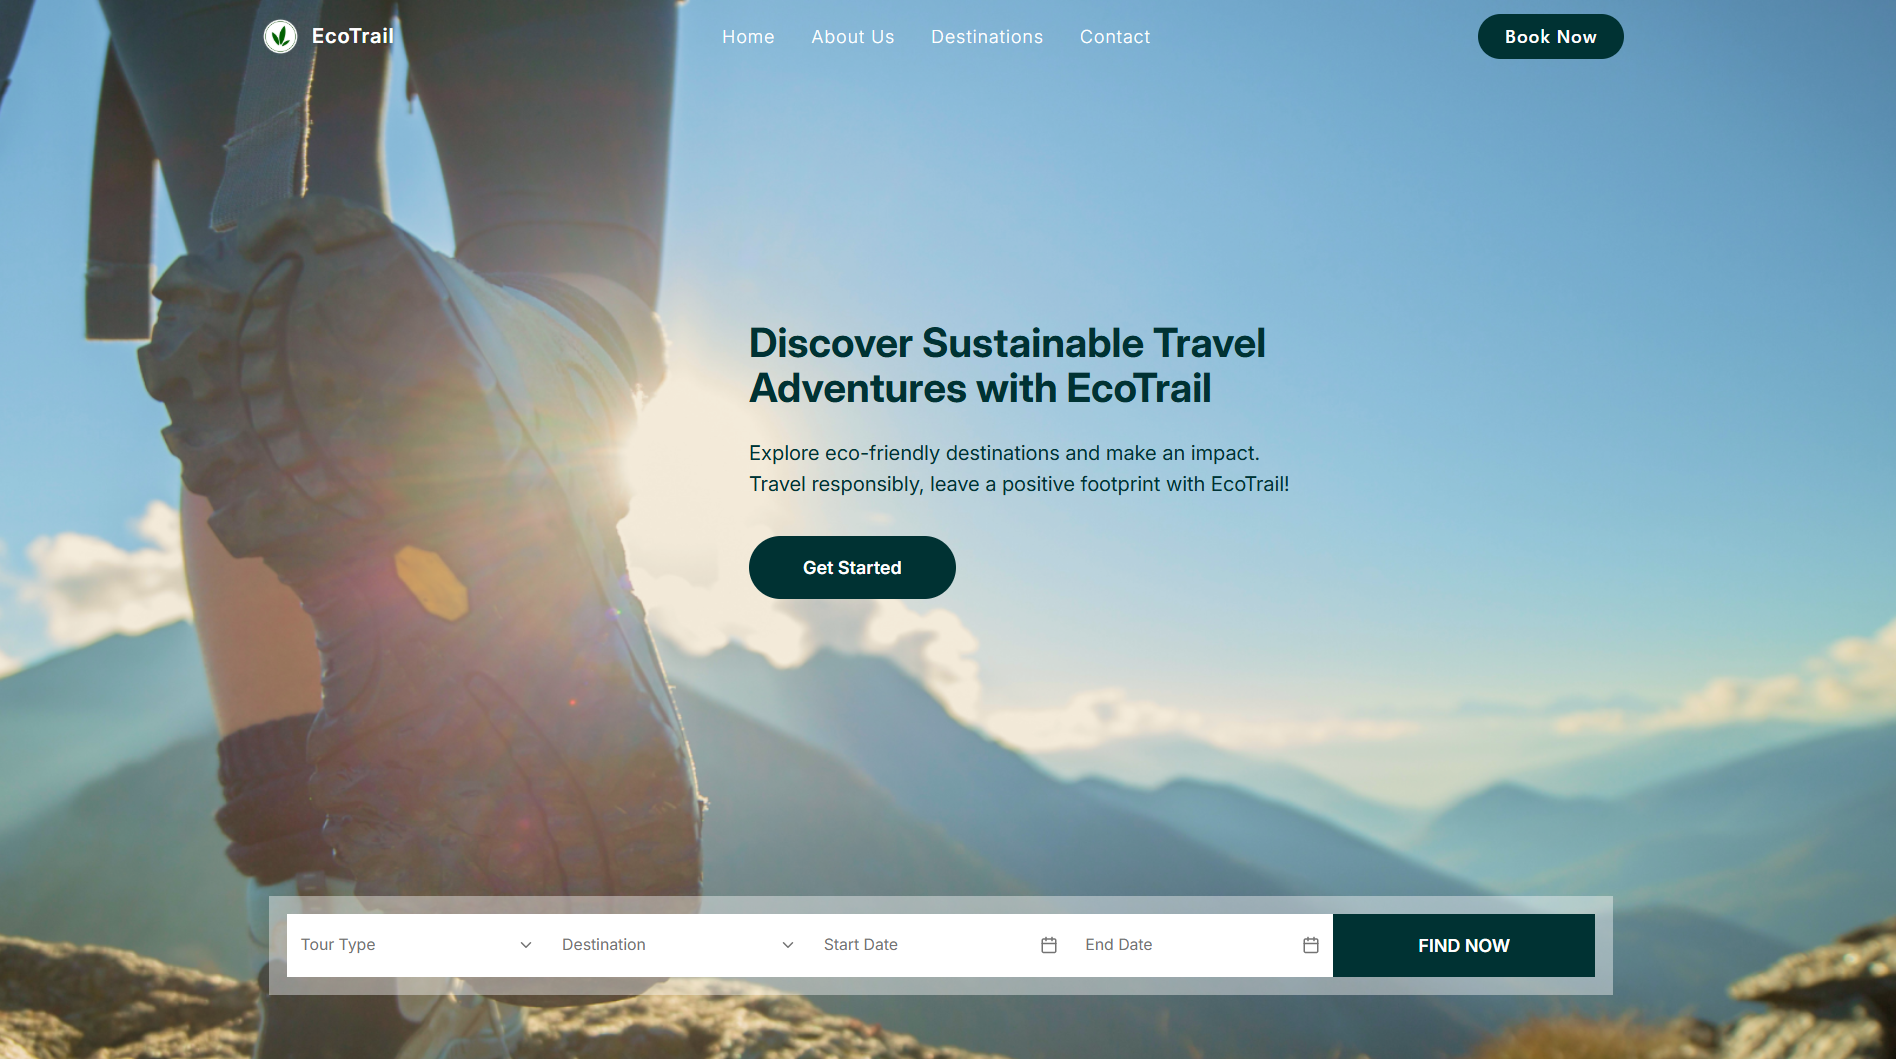 EcoTrail
Home
About Us
Destinations
Contact
Book Now
Discover Sustainable Travel
Adventures with EcoTrail
Explore eco-friendly destinations and make an impact.
Travel responsibly, leave a positive footprint with EcoTrail!
Get Started
Tour Type
Destination
Start Date
End Date
FIND NOW